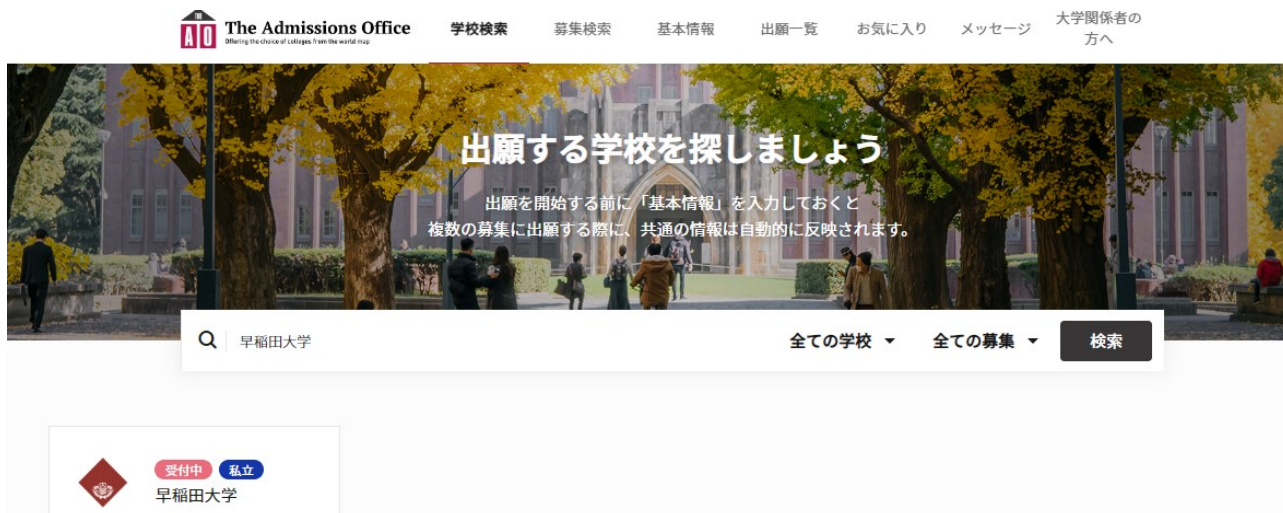 The Admissions Office
Offering the choice of colleges from the world map
AO
学校検索
募集検索
基本情報
出願一覧
お気に入り
メッセージ
大学関係者の
方へ
出願する学校を探しましょう
出願を開始する前に「基本情報」を入力しておくと
複数の募集に出願する際に、共通の情報は自動的に反映されます。
早稲田大学
全ての学校
全ての募集
検索
受付中 私立
早稲田大学